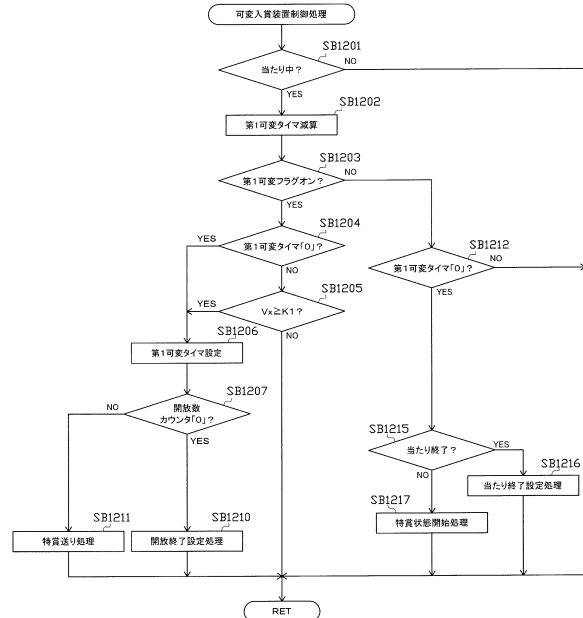 可変入賞装置制御処理
SB1201
当たり中?
NO
YES
SB1202
第1可変タイマ減算
SB1203
第1可変フラグオン?
NO
YES
SB1204
YES
第1可変タイマ「0」?
NO
SB1212
第1可変タイマ「0」?
NO
YES
SB1205
YES
Vx≧K1?
NO
SB1206
第1可変タイマ設定
SB1207
NO
開放数
カウンタ「0」?
YES
SB1215
当たり終了?
YES
NO
SB1216
当たり終了設定処理
SB1217
特賞状態開始処理
SB1211
特賞送り処理
SB1210
開放終了設定処理
RET